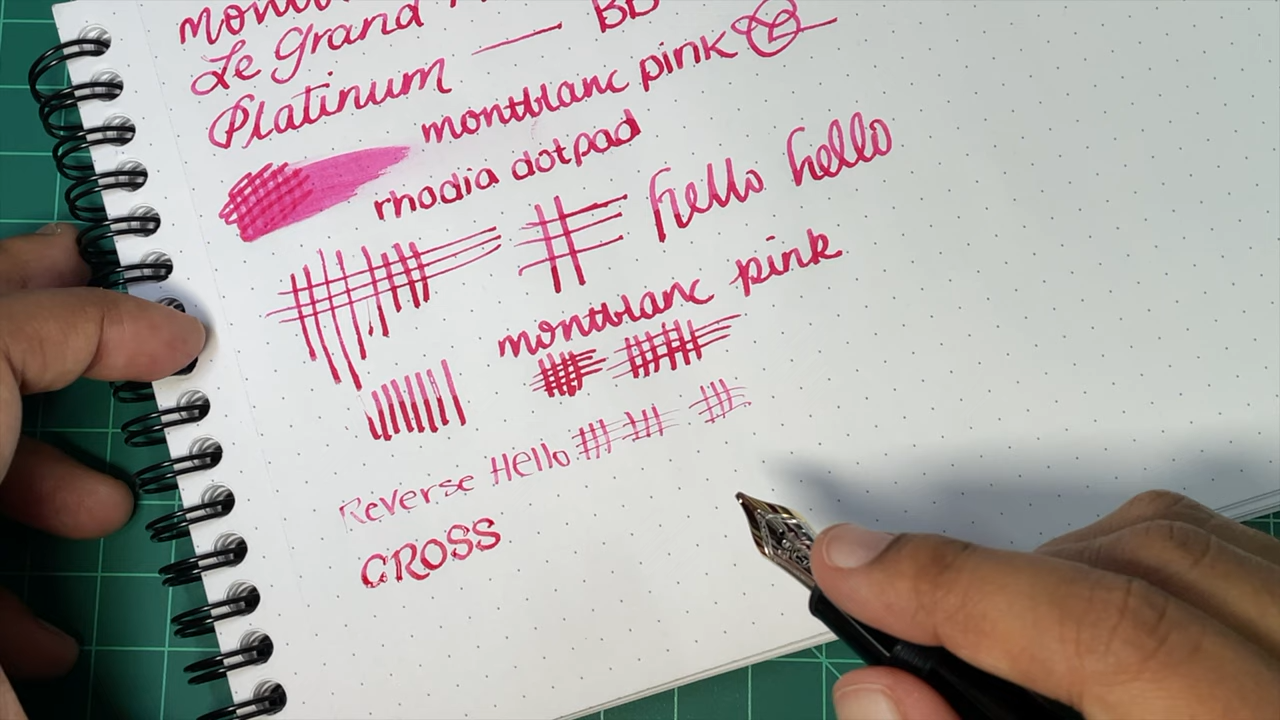 Le Grand
Platinum — BB
montblanc pink
rhodia dotpad
hello hello
montblanc pink
Reverse Hello
CROSS